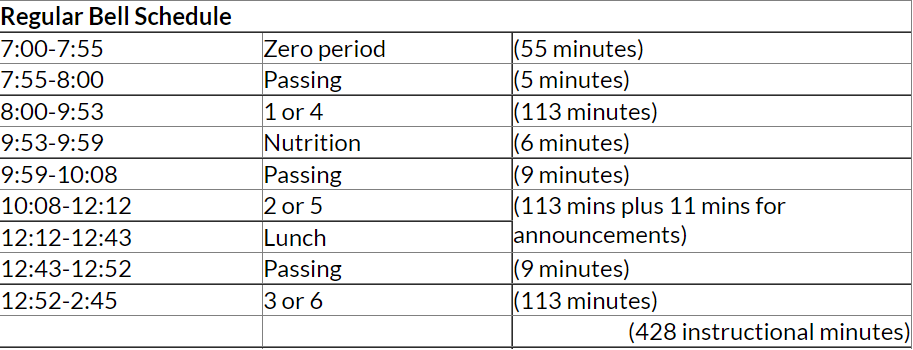 Regular Bell Schedule
7:00-7:55 Zero period (55 minutes)
7:55-8:00 Passing (5 minutes)
8:00-9:53 1 or 4 (113 minutes)
9:53-9:59 Nutrition (6 minutes)
9:59-10:08 Passing (9 minutes)
10:08-12:12 2 or 5 (113 mins plus 11 mins for
12:12-12:43 Lunch announcements)
12:43-12:52 Passing (9 minutes)
12:52-2:45 3 or 6 (113 minutes)
(428 instructional minutes)